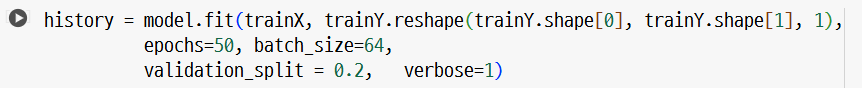 history = model.fit(trainX, trainY.reshape(trainY.shape[0], trainY.shape[1], 1),
epochs=50, batch_size=64,
validation_split = 0.2,   verbose=1)